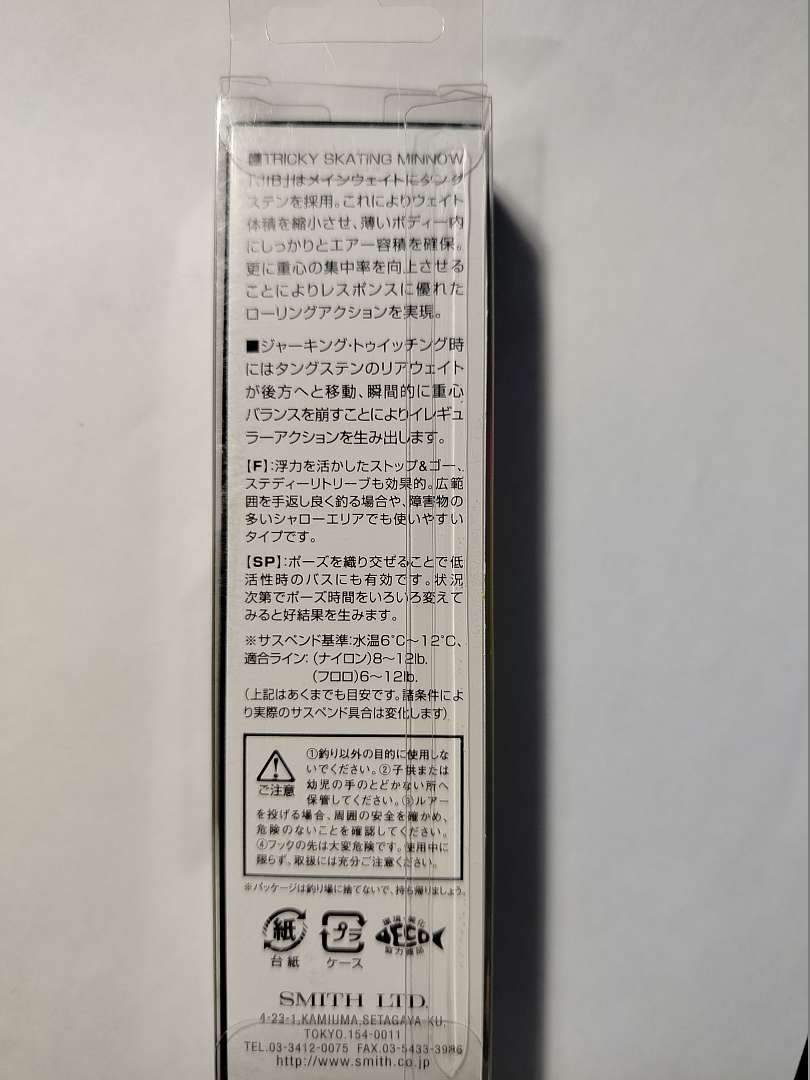 ■TRICKY SKATING MINNOW
「JIB」はメインウェイトにタング
ステンを採用。これによりウェイト
体積を縮小させ、薄いボディー内
にしっかりとエアー容積を確保。
更に重心の集中率を向上させる
ことによりレスポンスに優れた
ローリングアクションを実現。
■ジャーキング・トゥイッチング時
にはタングステンのリアウェイト
が後方へと移動、瞬間的に重心
バランスを崩すことによりイレギュ
ラーアクションを生み出します。
【F】:浮力を活かしたストップ&ゴー、
ステディーリトリーブも効果的。広範
囲を手返し良く釣る場合や、障害物の
多いシャローエリアでも使いやすい
タイプです。
【SP】:ポーズを織り交ぜることで低
活性時のバスにも有効です。状況
次第でポーズ時間をいろいろ変えて
みると好結果を生みます。
※サスペンド基準:水温6℃～12℃、
適合ライン:(ナイロン)8～12lb.
(フロロ)6～12lb.
(上記はあくまでも目安です。諸条件によ
り実際のサスペンド具合は変化します)
①釣り以外の目的に使用しな
いでください。②子供または
ご注意 幼児の手のとどかない所へ
保管してください。③ルアー
を投げる場合、周囲の安全を確かめ、
危険のないことを確認してください。
④フックの先は大変危険です。使用中に
限らず、取扱には充分ご注意ください。
※パッケージは釣り場に捨てないで、持ち帰りましょう。
紙 プラ 環境・美化
ECO
台紙 ケース 協力商品
SMITH LTD.
4-23-1,KAMIUMA,SETAGAYA-KU,
TOKYO.154-0011
TEL.03-3412-0075 FAX.03-5433-3986
http://www.smith.co.jp